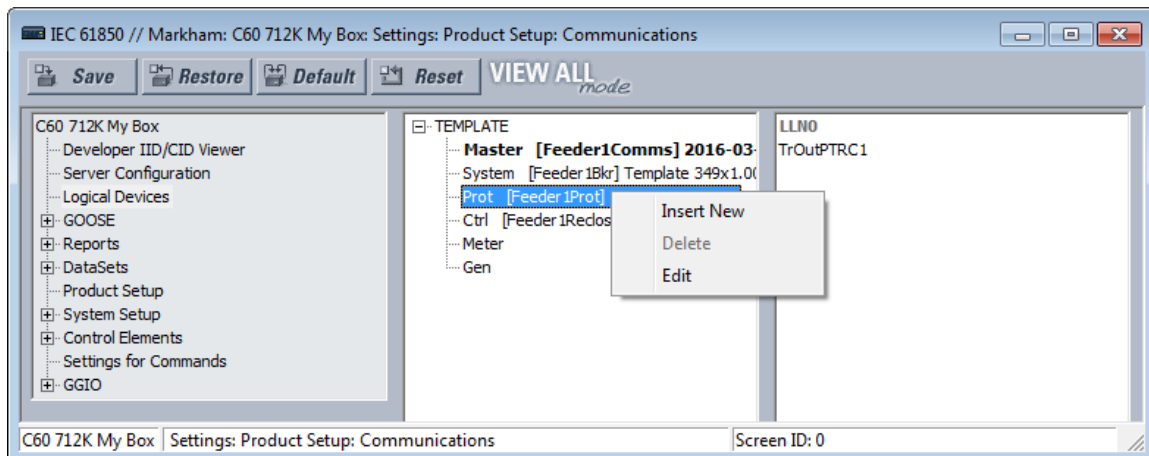 IEC 61850 // Markham: C60 712K My Box: Settings: Product Setup: Communications
Save Restore Default Reset VIEW ALL mode
C60 712K My Box
Developer IID/CID Viewer
Server Configuration
Logical Devices
GOOSE
Reports
DataSets
Product Setup
System Setup
Control Elements
Settings for Commands
GGIO
TEMPLATE
Master [Feeder1Comms] 2016-03-
System [Feeder1Bkr] Template 349x1.00
Prot [Feeder1Prot]
Ctrl [Feeder1Reclos
Meter
Gen
Insert New
Delete
Edit
LLN0
TrOutPTRC1
C60 712K My Box Settings: Product Setup: Communications Screen ID: 0